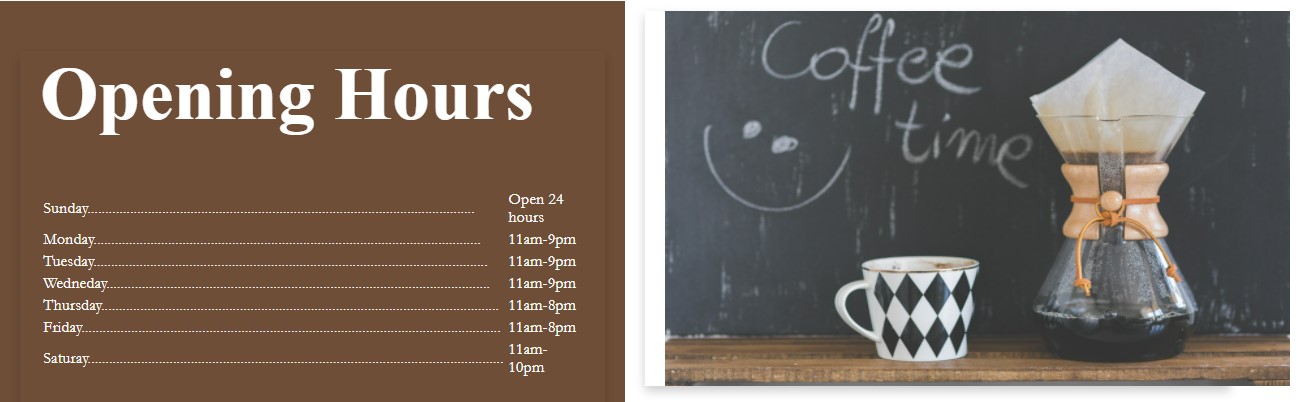 Opening Hours
Sunday................................................................ Open 24
hours
Monday................................................................ 11am-9pm
Tuesday................................................................ 11am-9pm
Wedneday................................................................ 11am-9pm
Thursday................................................................ 11am-8pm
Friday................................................................ 11am-8pm
Saturay................................................................ 11am-
10pm
Coffee
time